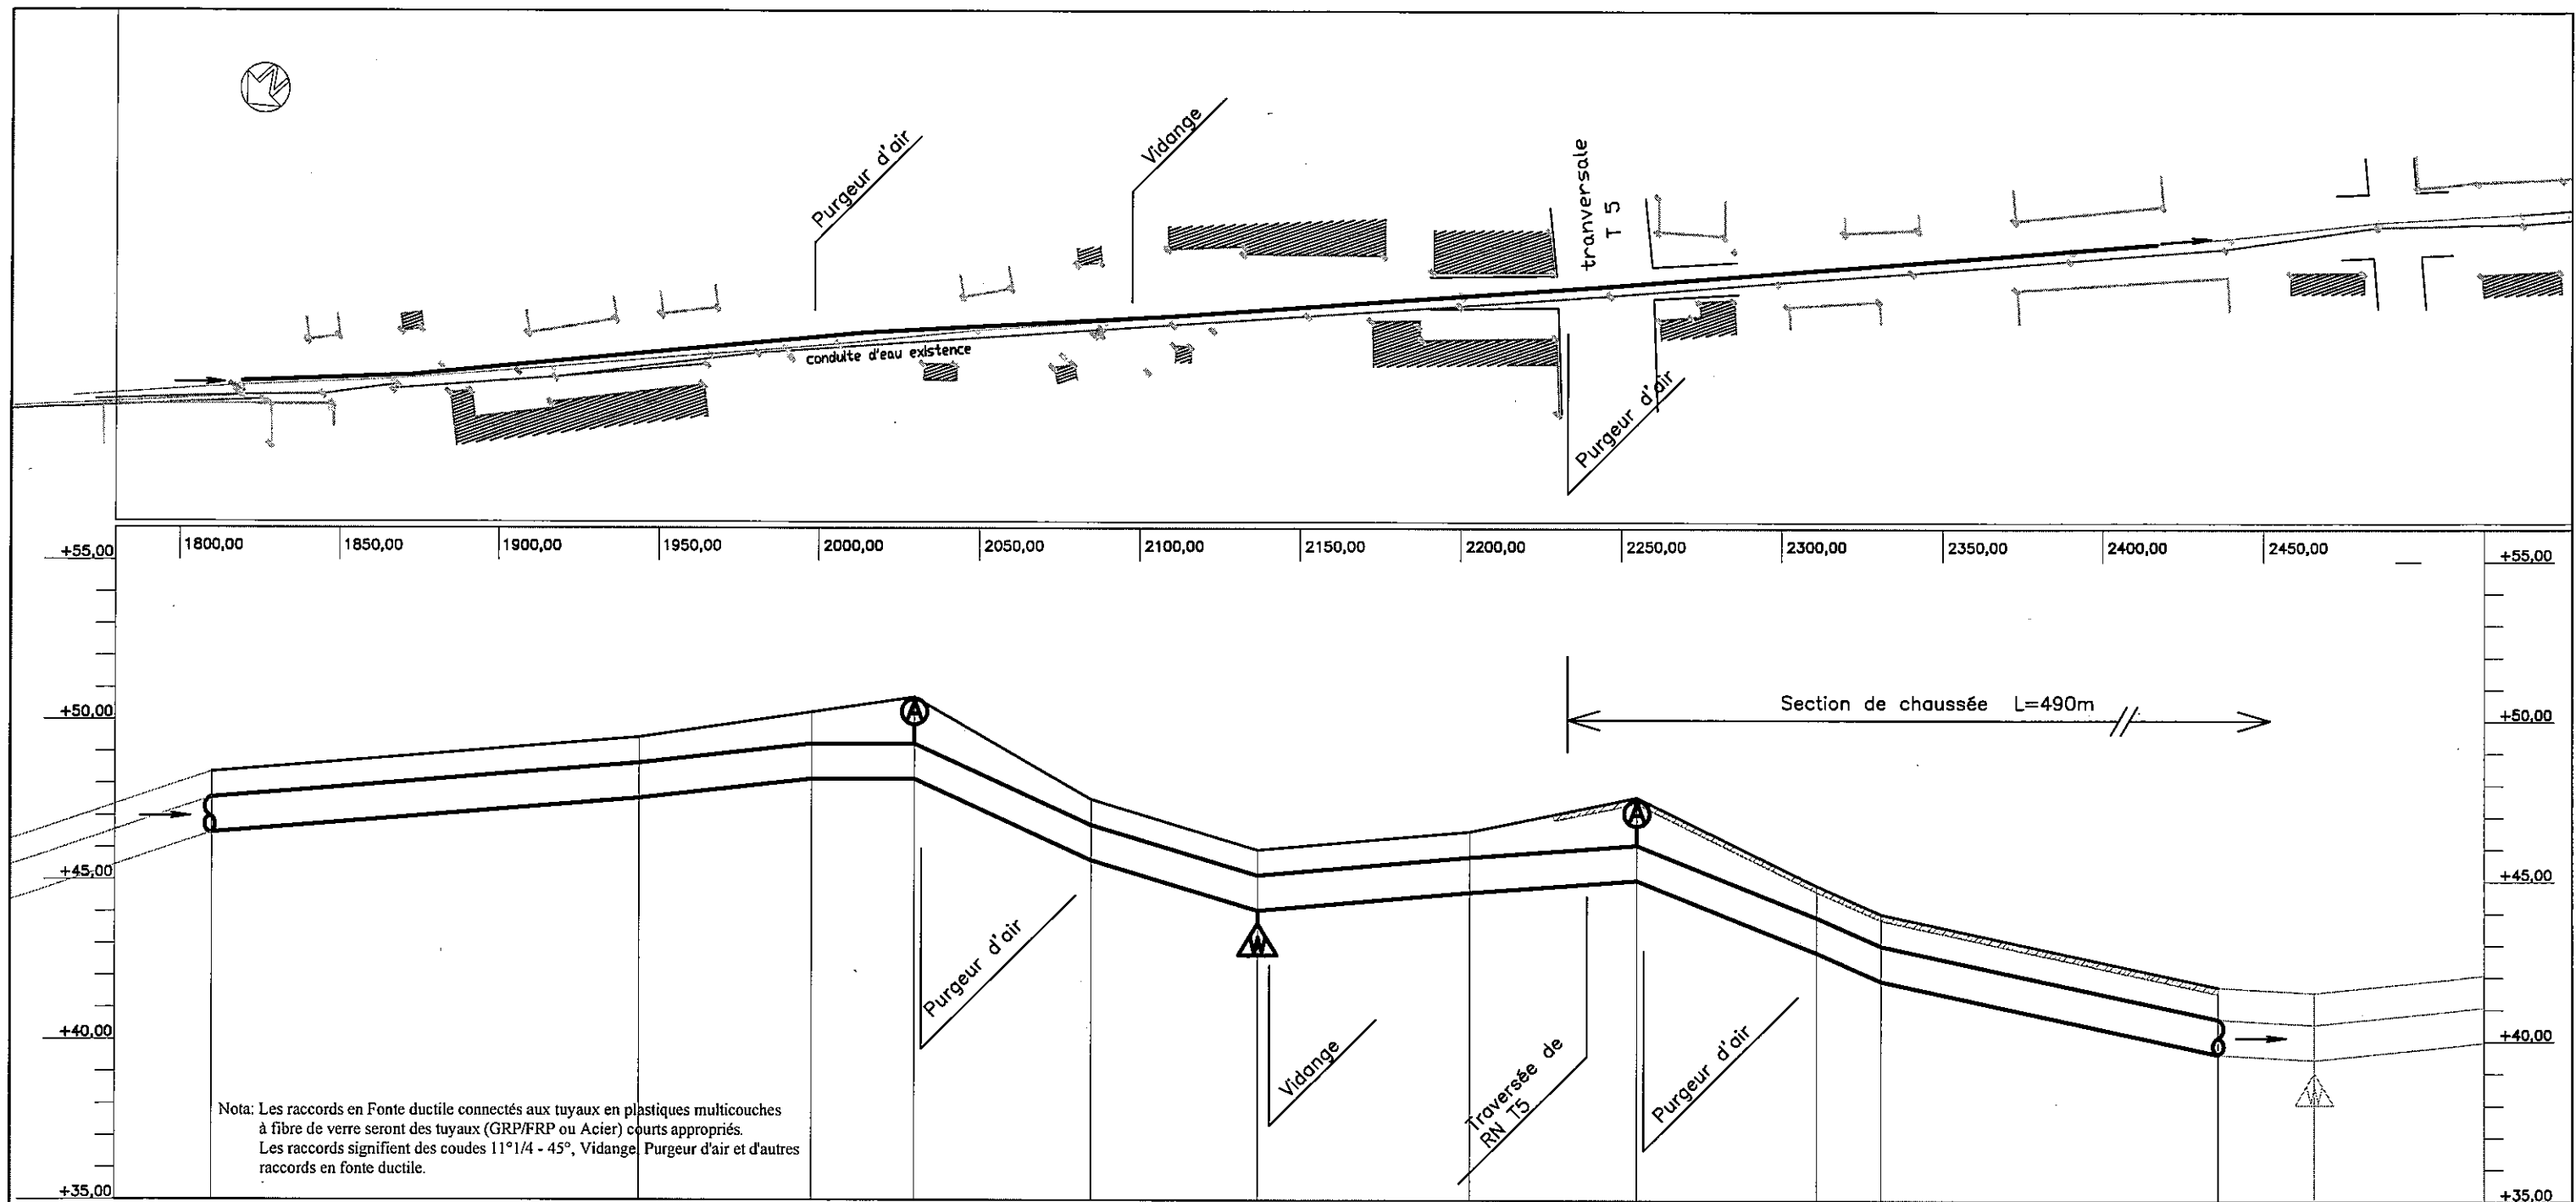 Purgeur d'air
Vidange
tranversale
T 5
conduite d'eau existence
Purgeur d'air
1800,00
1850,00
1900,00
1950,00
2000,00
2050,00
2100,00
2150,00
2200,00
2250,00
2300,00
2350,00
2400,00
2450,00
+55,00
+55,00
Section de chaussée L=490m
+50,00
+50,00
A
A
+45,00
+45,00
W
Purgeur d'air
Vidange
Traversée de
RN T5
Purgeur d'air
+40,00
+40,00
W
Nota: Les raccords en Fonte ductile connectés aux tuyaux en plastiques multicouches
à fibre de verre seront des tuyaux (GRP/FRP ou Acier) courts appropriés.
Les raccords signifient des coudes 11°1/4 - 45°, Vidange, Purgeur d'air et d'autres
raccords en fonte ductile.
+35,00
+35,00